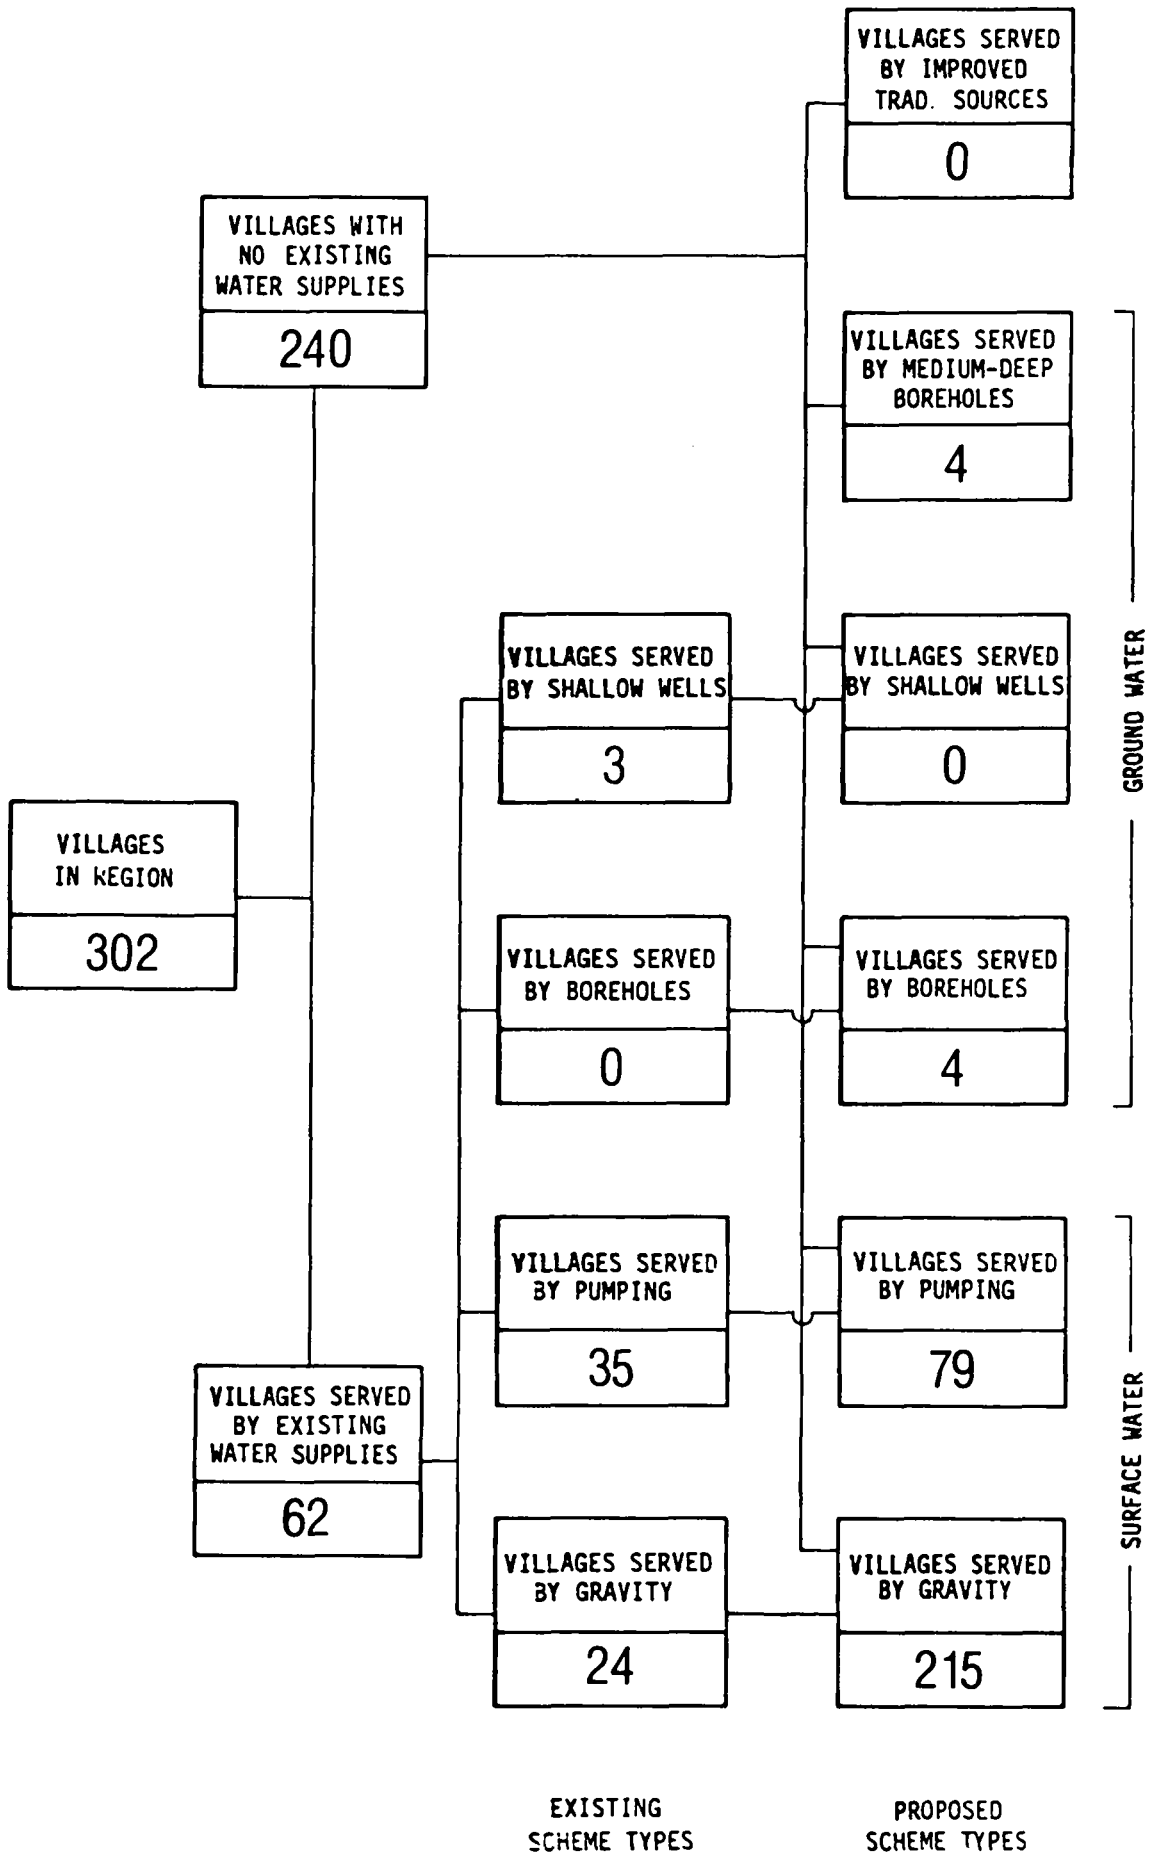 VILLAGES SERVED
BY IMPROVED
TRAD. SOURCES
0
VILLAGES WITH
NO EXISTING
WATER SUPPLIES
240
VILLAGES SERVED
BY MEDIUM-DEEP
BOREHOLES
4
VILLAGES SERVED
BY SHALLOW WELLS
3
VILLAGES SERVED
BY SHALLOW WELLS
0
GROUND WATER
VILLAGES
IN REGION
302
VILLAGES SERVED
BY BOREHOLES
0
VILLAGES SERVED
BY BOREHOLES
4
VILLAGES SERVED
BY PUMPING
35
VILLAGES SERVED
BY PUMPING
79
VILLAGES SERVED
BY EXISTING
WATER SUPPLIES
62
SURFACE WATER
VILLAGES SERVED
BY GRAVITY
24
VILLAGES SERVED
BY GRAVITY
215
EXISTING
SCHEME TYPES
PROPOSED
SCHEME TYPES